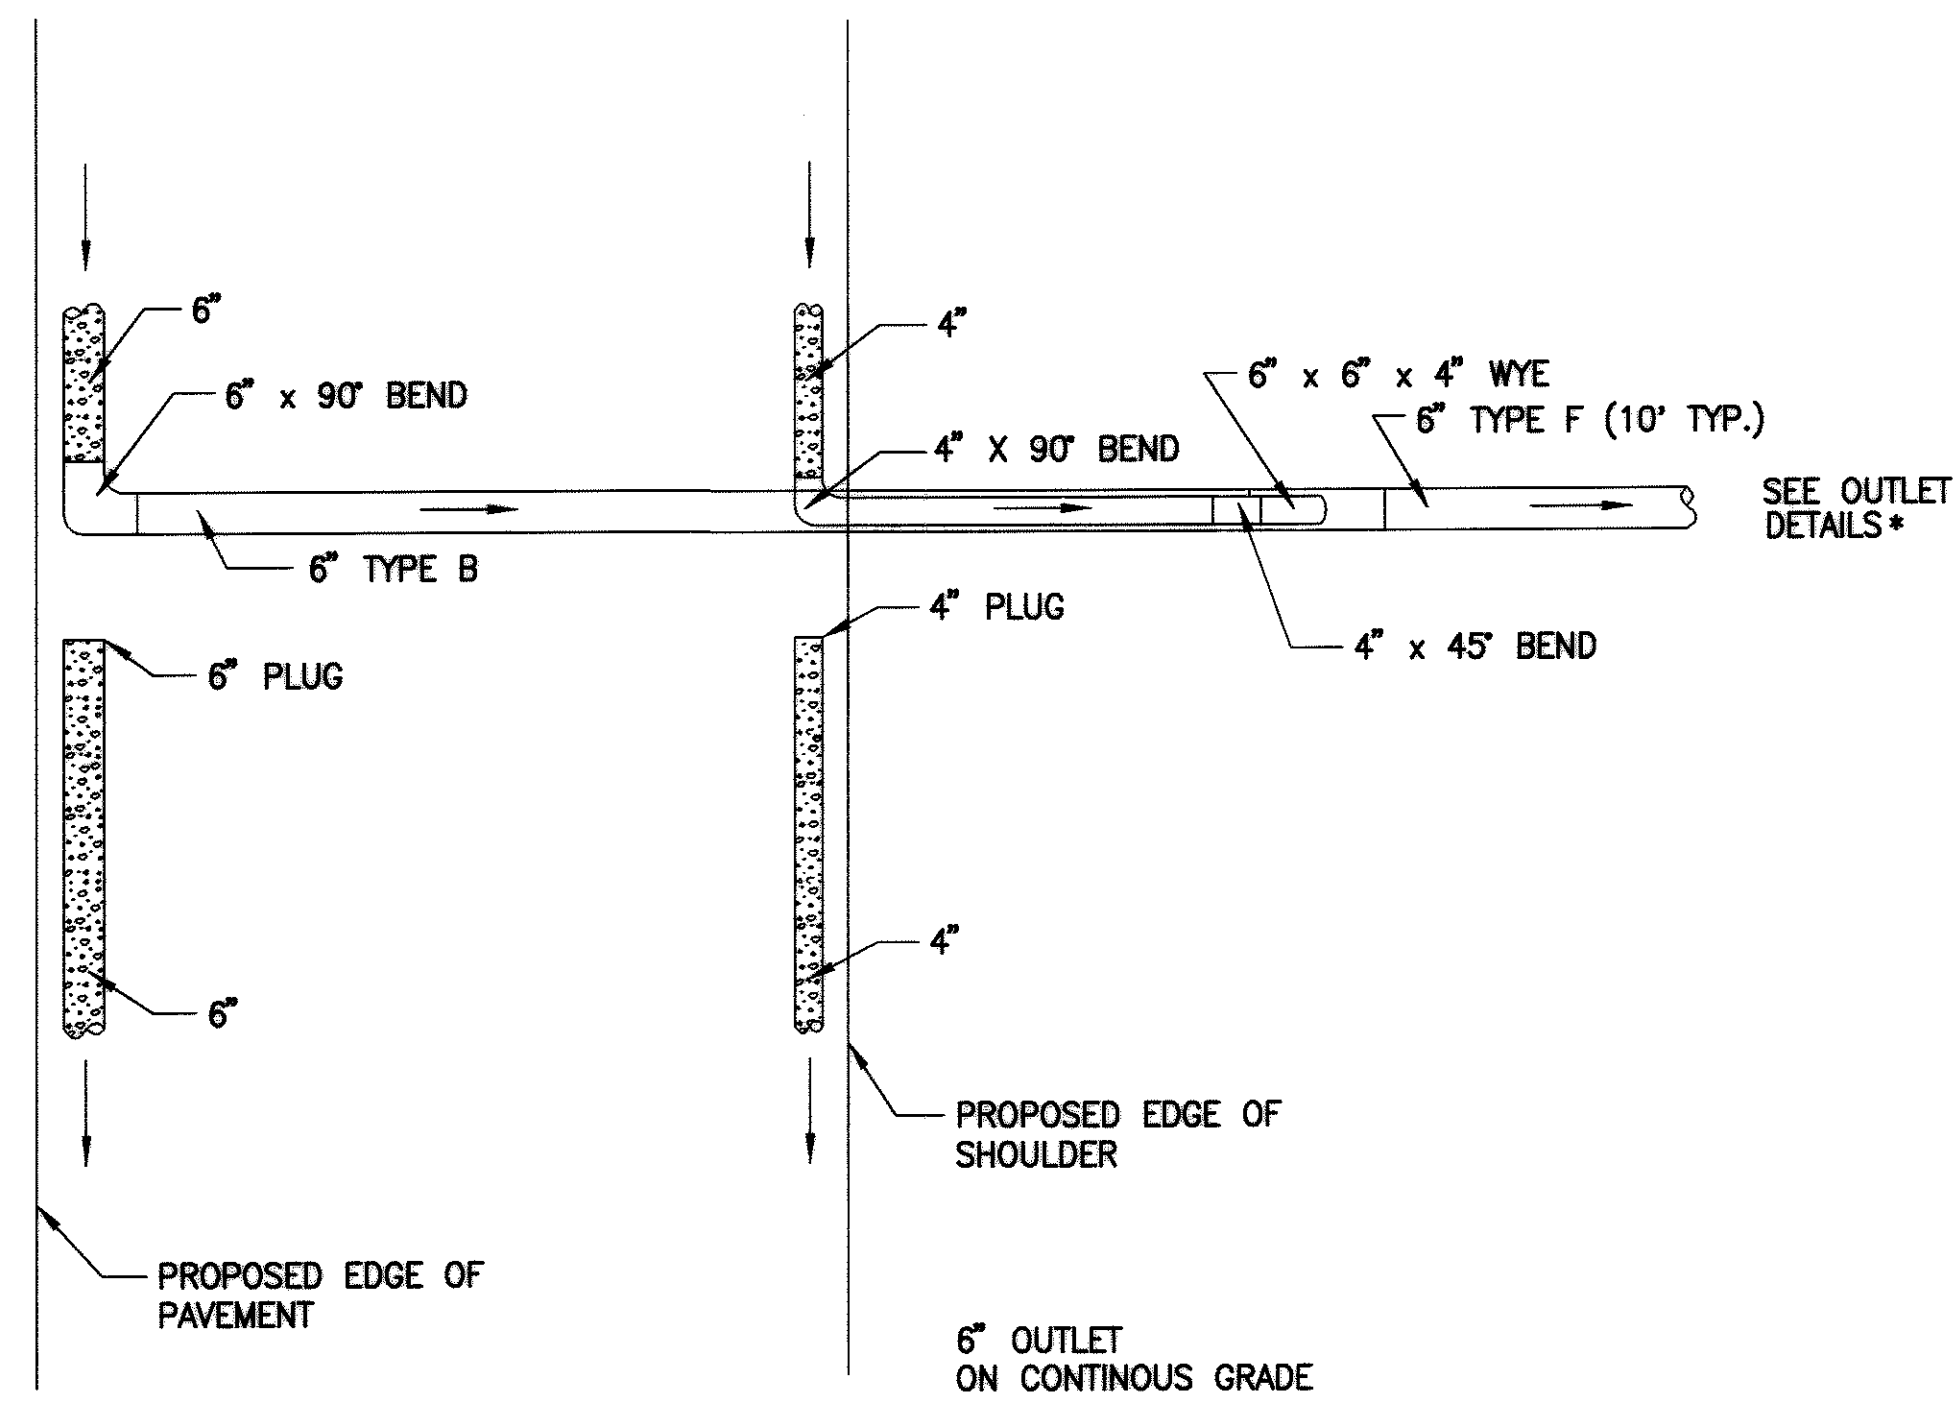 6"
4"
6" x 6" x 4" WYE
6" x 90° BEND
6" TYPE F (10' TYP.)
4" X 90° BEND
SEE OUTLET
DETAILS*
6" TYPE B
4" PLUG
4" x 45° BEND
6" PLUG
4"
6"
PROPOSED EDGE OF
SHOULDER
PROPOSED EDGE OF
PAVEMENT
6" OUTLET
ON CONTINOUS GRADE